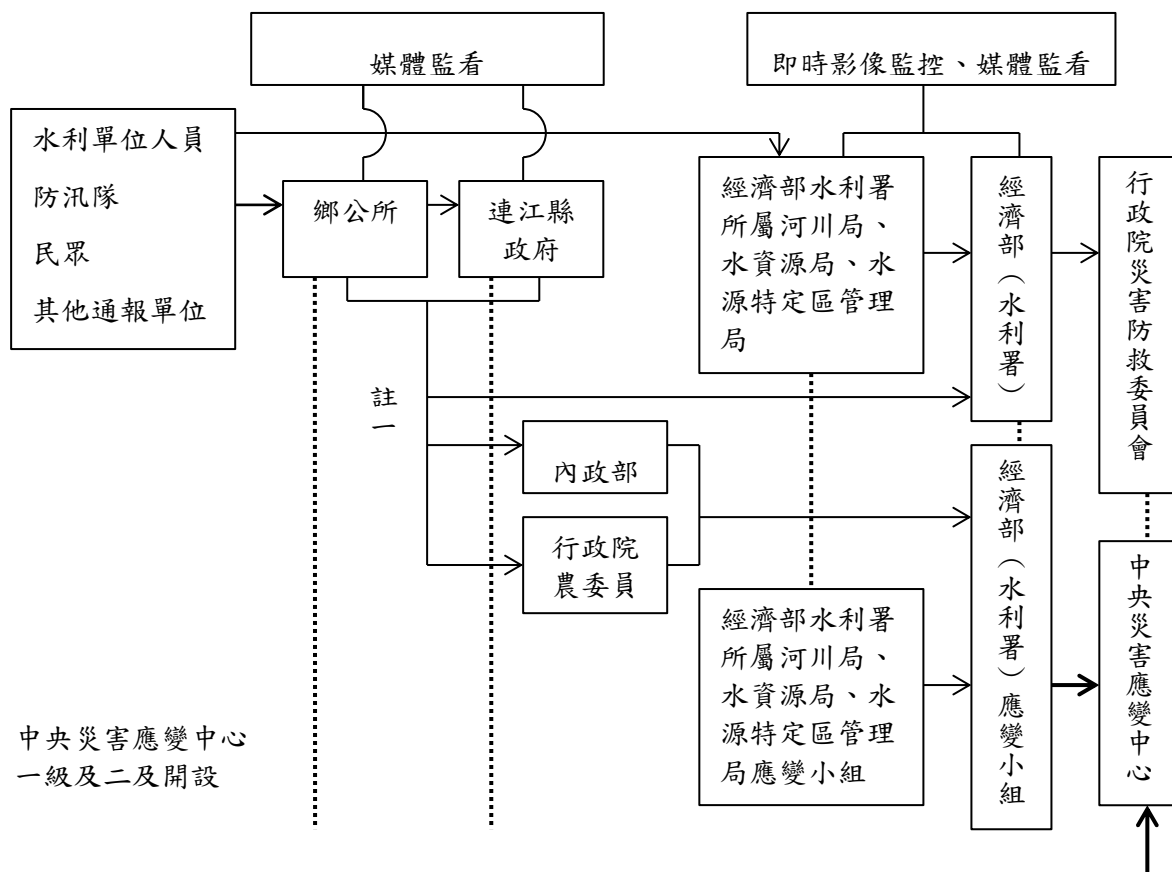 媒體監看
即時影像監控、媒體監看
水利單位人員
防汛隊
民眾
其他通報單位
鄉公所
連江縣
政府
經濟部水利署
所屬河川局、
水資源局、水
源特定區管理
局
經濟部（水利署）
行政院災害防救委員會
註一
內政部
行政院
農委員
經濟部水利署
所屬河川局、
水資源局、水
源特定區管理
局應變小組
經濟部（水利署）應變小組
中央災害應變中心
中央災害應變中心
一級及二及開設